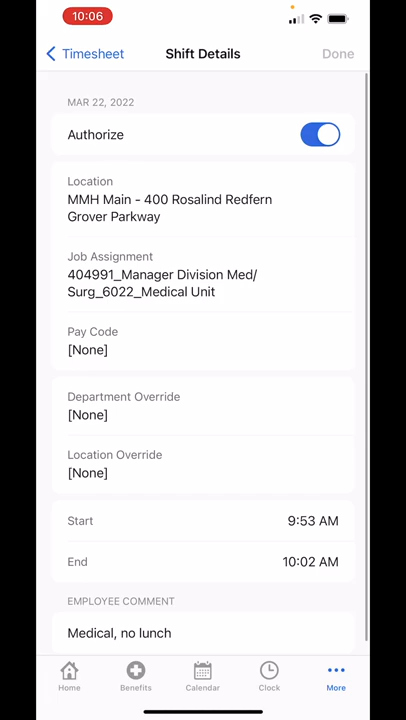 10:06
Timesheet
Shift Details
Done
MAR 22, 2022
Authorize
Location
MMH Main - 400 Rosalind Redfern
Grover Parkway
Job Assignment
404991_Manager Division Med/
Surg_6022_Medical Unit
Pay Code
[None]
Department Override
[None]
Location Override
[None]
Start
9:53 AM
End
10:02 AM
EMPLOYEE COMMENT
Medical, no lunch
Home
Benefits
Calendar
Clock
More